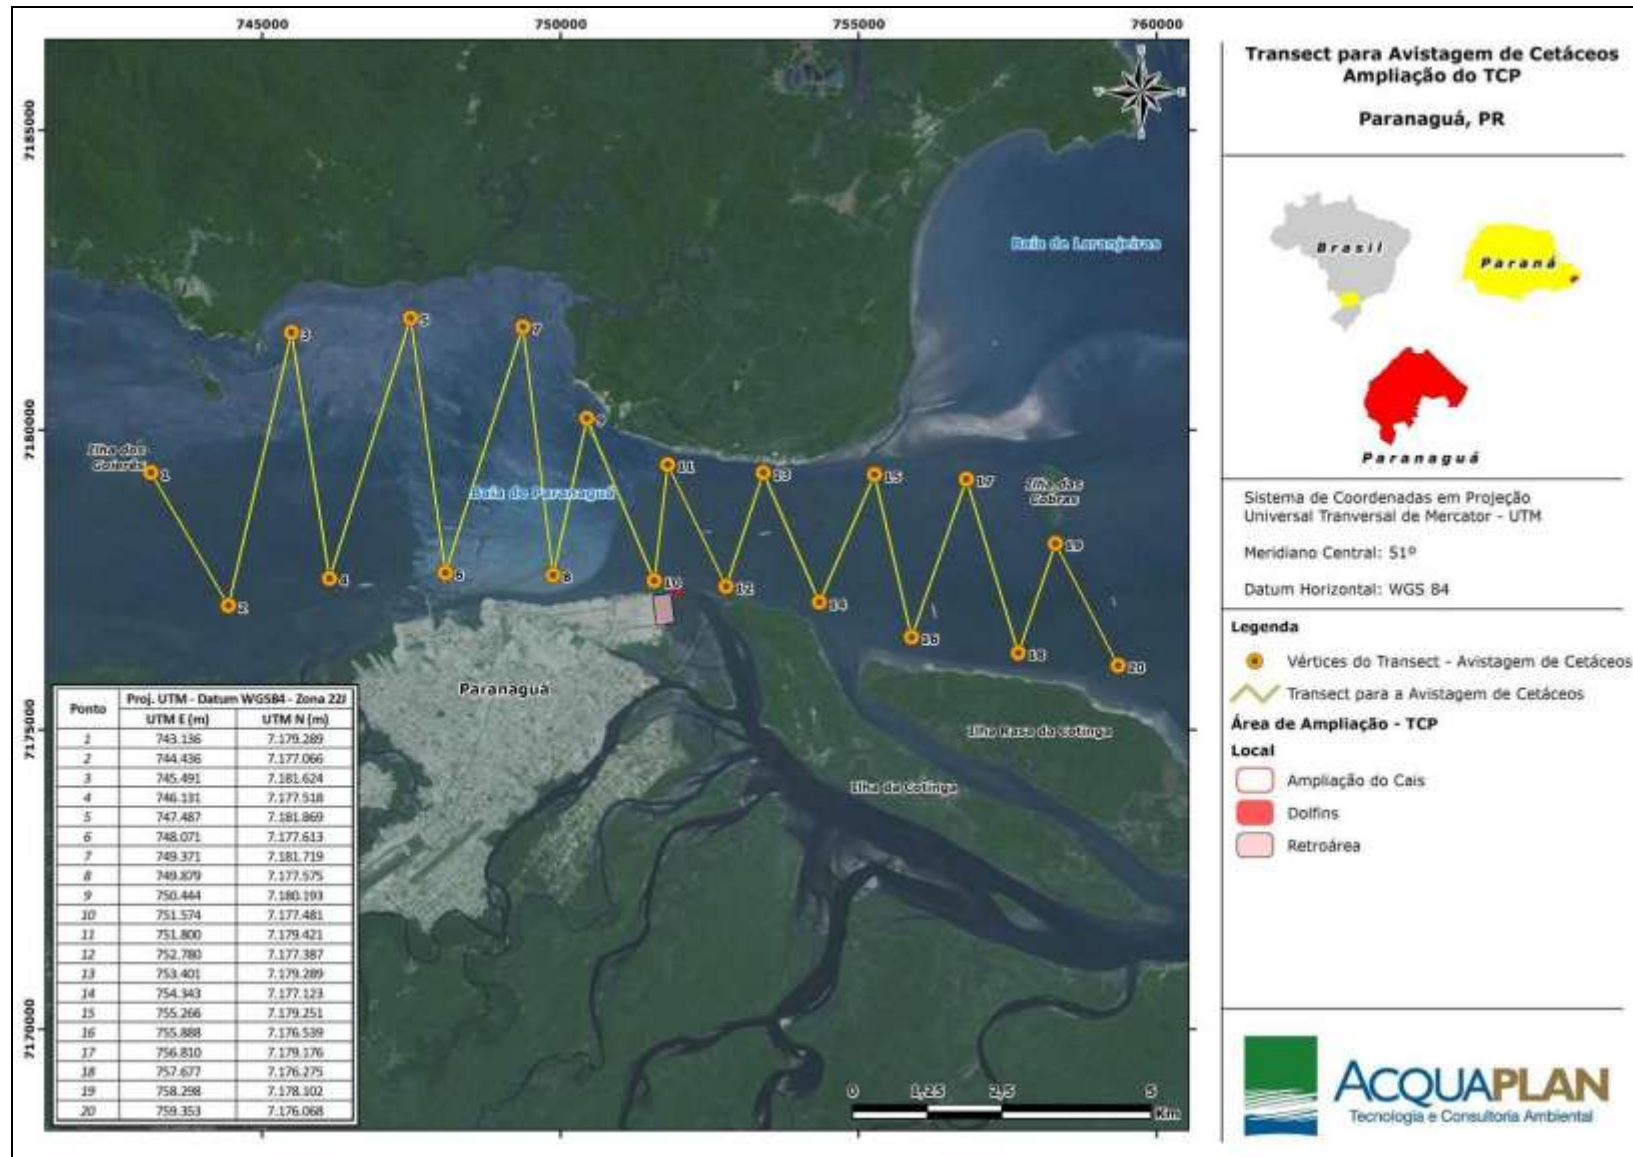 745000 750000 755000 760000
7185000
7180000
7175000
7170000
Baía de Laranjeiras
Ilha dos
Baía de Paranaguá
Ilha das
Cobras
1
2
3
4
5
6
7
8
9
10
11
12
13
14
15
16
17
18
19
20
Paranaguá
Ilha Rasa da Cotinga
Ilha da Cotinga
Ponto Proj. UTM - Datum WGS84 - Zona 22J
UTM E (m) UTM N (m)
1 743.136 7.179.289
2 744.436 7.177.066
3 745.491 7.181.624
4 746.131 7.177.518
5 747.487 7.181.869
6 748.071 7.177.613
7 749.371 7.181.719
8 749.879 7.177.575
9 750.444 7.180.193
10 751.574 7.177.481
11 751.800 7.179.421
12 752.780 7.177.387
13 753.401 7.179.289
14 754.343 7.177.123
15 755.266 7.179.251
16 755.888 7.176.539
17 756.810 7.179.176
18 757.677 7.176.275
19 758.298 7.178.102
20 759.353 7.176.068
0 1,25 2,5 5
Km
Transect para Avistagem de Cetáceos
Ampliação do TCP
Paranaguá, PR
Brasil
Paraná
Paranaguá
Sistema de Coordenadas em Projeção
Universal Tranversal de Mercator - UTM
Meridiano Central: 51º
Datum Horizontal: WGS 84
Legenda
Vértices do Transect - Avistagem de Cetáceos
Transect para a Avistagem de Cetáceos
Área de Ampliação - TCP
Local
Ampliação do Cais
Dolfins
Retroárea
ACQUAPLAN
Tecnologia e Consultoria Ambiental